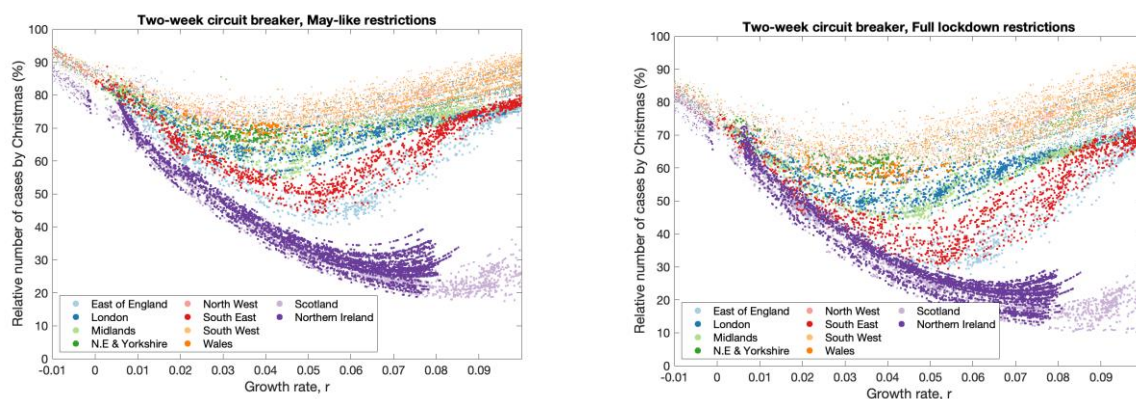 Two-week circuit breaker, May-like restrictions
100
90
80
70
60
50
40
30
20
10
0
Relative number of cases by Christmas (%)
East of England
London
Midlands
N.E & Yorkshire
North West
South East
South West
Wales
Scotland
Northern Ireland
-0.01 0 0.01 0.02 0.03 0.04 0.05 0.06 0.07 0.08 0.09
Growth rate, r
Two-week circuit breaker, Full lockdown restrictions
100
90
80
70
60
50
40
30
20
10
0
Relative number of cases by Christmas (%)
East of England
London
Midlands
N.E & Yorkshire
North West
South East
South West
Wales
Scotland
Northern Ireland
-0.01 0 0.01 0.02 0.03 0.04 0.05 0.06 0.07 0.08 0.09
Growth rate, r